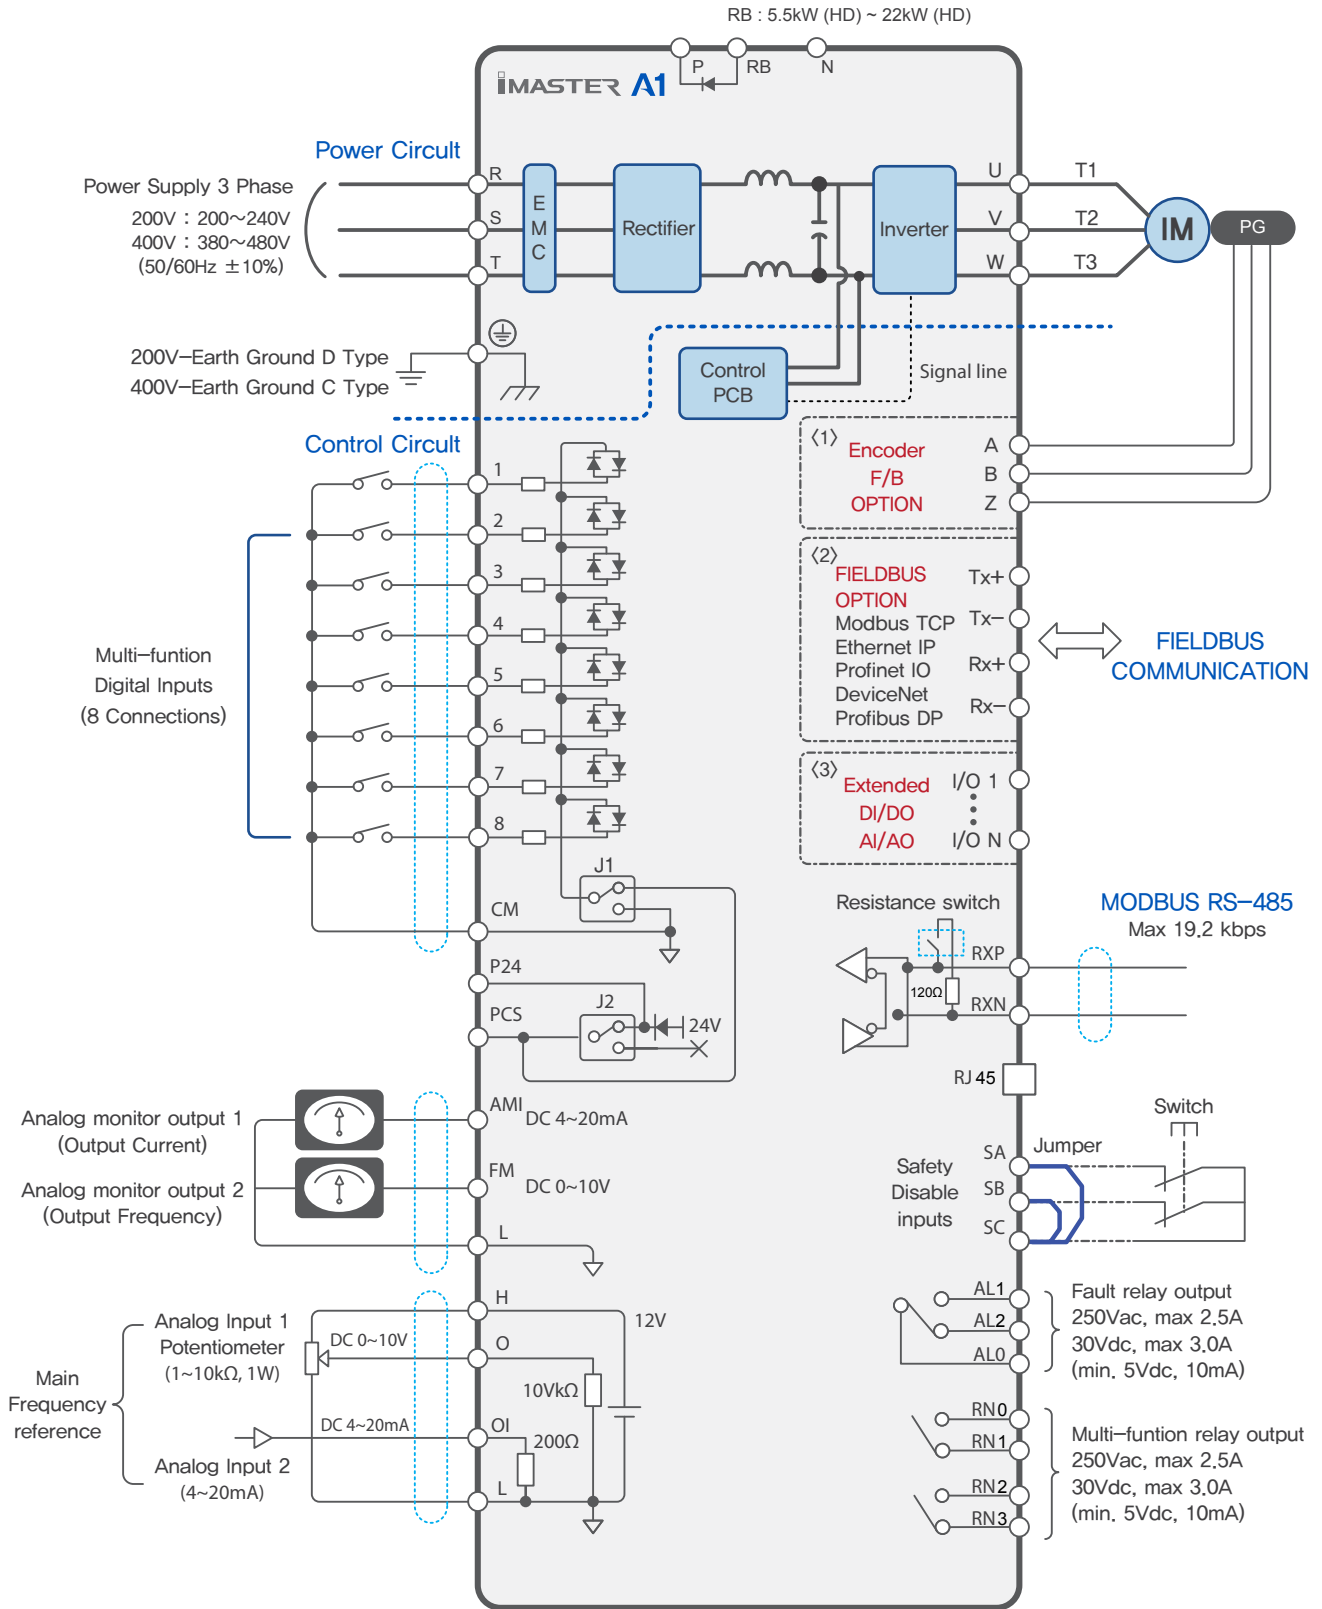 RB : 5.5kW (HD) ~ 22kW (HD)
P
RB
N
iMASTER A1
Power Circult
Power Supply 3 Phase
200V : 200~240V
400V : 380~480V
(50/60Hz ±10%)
R
S
T
E
M
C
Rectifier
Inverter
U
V
W
T1
T2
T3
IM
PG
200V-Earth Ground D Type
400V-Earth Ground C Type
Control
PCB
Signal line
Control Circult
1
2
3
4
5
6
7
8
Multi-funtion
Digital Inputs
(8 Connections)
〈1〉
Encoder
F/B
OPTION
A
B
Z
〈2〉
FIELDBUS
OPTION
Modbus TCP
Ethernet IP
Profinet IO
DeviceNet
Profibus DP
Tx+
Tx-
Rx+
Rx-
FIELDBUS
COMMUNICATION
〈3〉
Extended
DI/DO
AI/AO
I/O 1
I/O N
J1
CM
P24
PCS
J2
24V
Resistance switch
120Ω
RXP
RXN
MODBUS RS-485
Max 19.2 kbps
RJ 45
Analog monitor output 1
(Output Current)
Analog monitor output 2
(Output Frequency)
AMI
DC 4~20mA
FM
DC 0~10V
L
Safety
Disable
inputs
SA
SB
SC
Jumper
Switch
Main
Frequency
reference
Analog Input 1
Potentiometer
(1~10kΩ, 1W)
DC 0~10V
Analog Input 2
(4~20mA)
DC 4~20mA
H
O
OI
L
12V
10VkΩ
200Ω
AL1
AL2
AL0
Fault relay output
250Vac, max 2.5A
30Vdc, max 3.0A
(min. 5Vdc, 10mA)
RN0
RN1
RN2
RN3
Multi-funtion relay output
250Vac, max 2.5A
30Vdc, max 3.0A
(min. 5Vdc, 10mA)